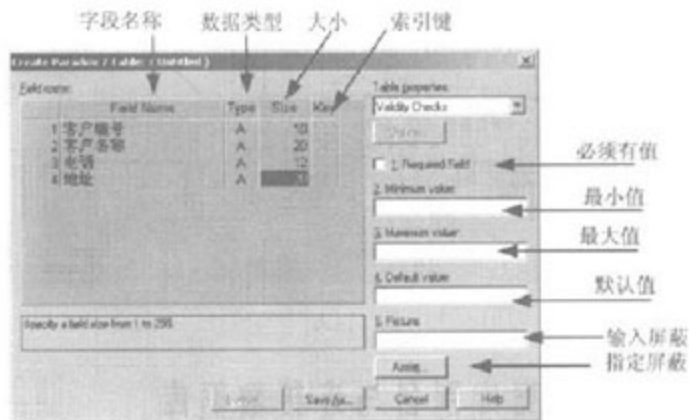 字段名称 数据类型 大小 索引键
Create Paradox 7 Table: ( Untitled )
Field roster:
Table properties:
Field Name Type Size Key
Validity Checks
1 客户编号 A 10
2 客户名称 A 20
3 电话 A 12
4 地址 A
1. Required Field
必须有值
2. Minimum value:
最小值
3. Maximum value:
最大值
4. Default value:
默认值
Specify a field size from 1 to 255
5. Picture:
输入屏蔽
Assist...
指定屏蔽
Save As... Cancel Help